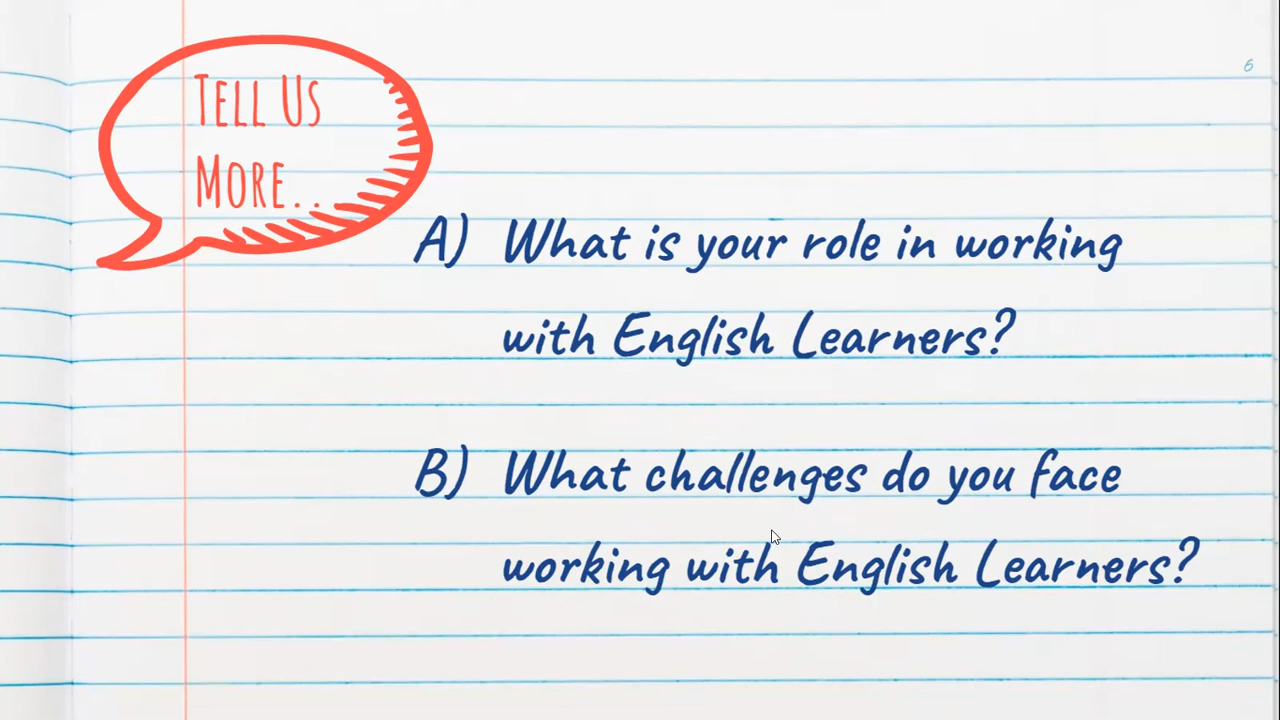 6
Tell Us
More...
A) What is your role in working
with English Learners?
B) What challenges do you face
working with English Learners?